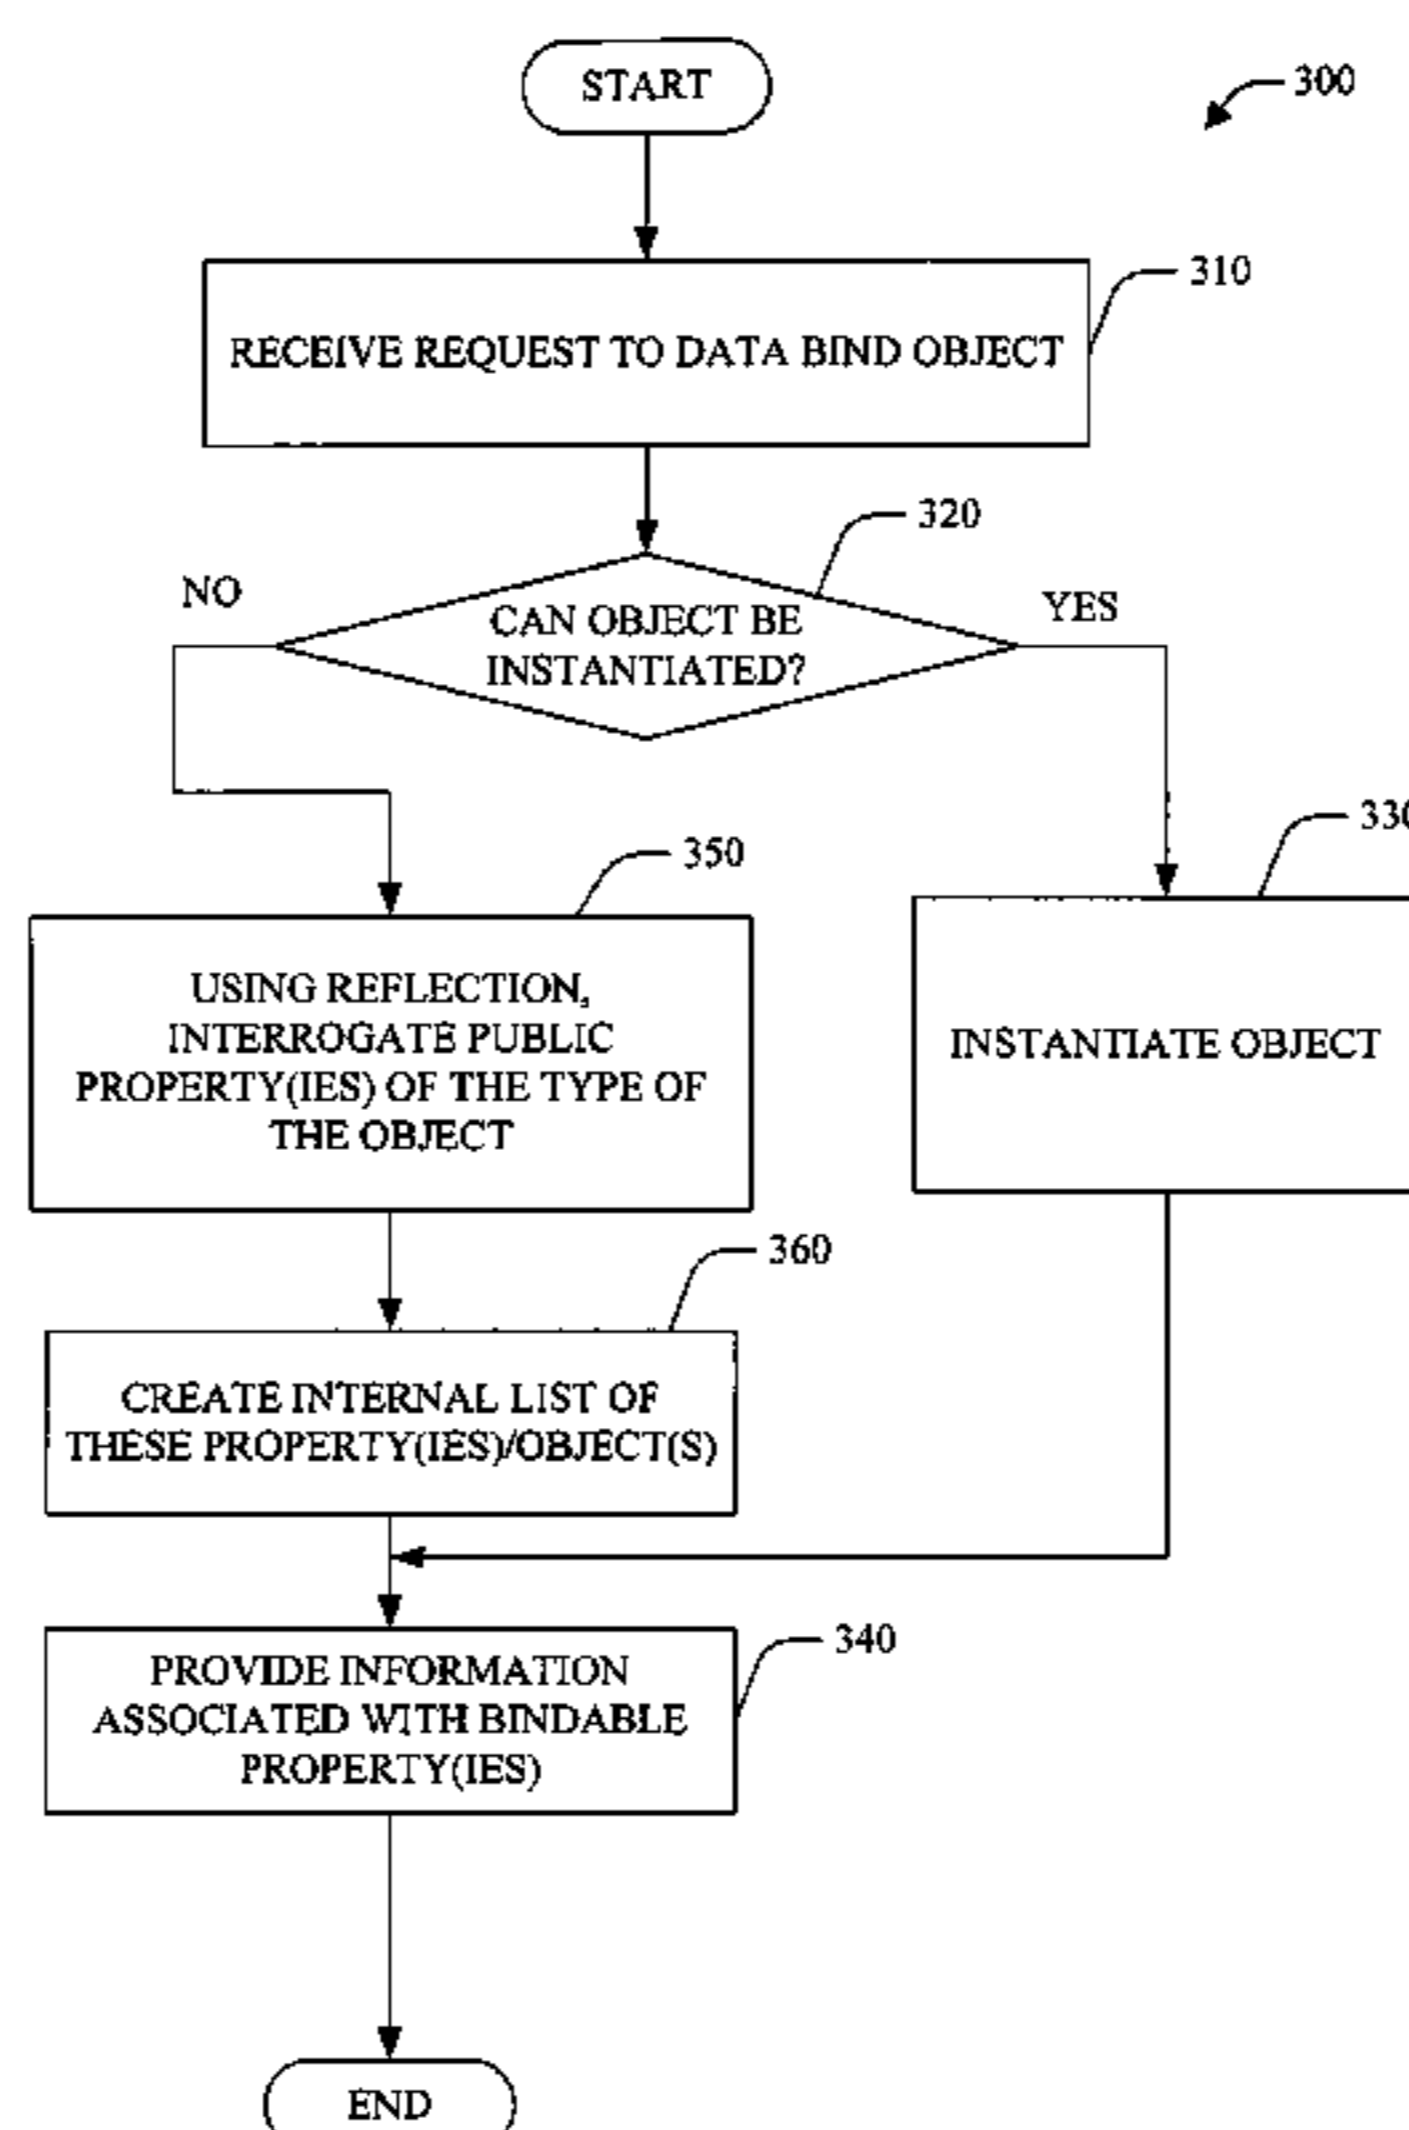 START
300
RECEIVE REQUEST TO DATA BIND OBJECT
310
320
NO
CAN OBJECT BE
INSTANTIATED?
YES
330
350
USING REFLECTION,
INTERROGATE PUBLIC
PROPERTY(IES) OF THE TYPE OF
THE OBJECT
INSTANTIATE OBJECT
360
CREATE INTERNAL LIST OF
THESE PROPERTY(IES)/OBJECT(S)
340
PROVIDE INFORMATION
ASSOCIATED WITH BINDABLE
PROPERTY(IES)
END